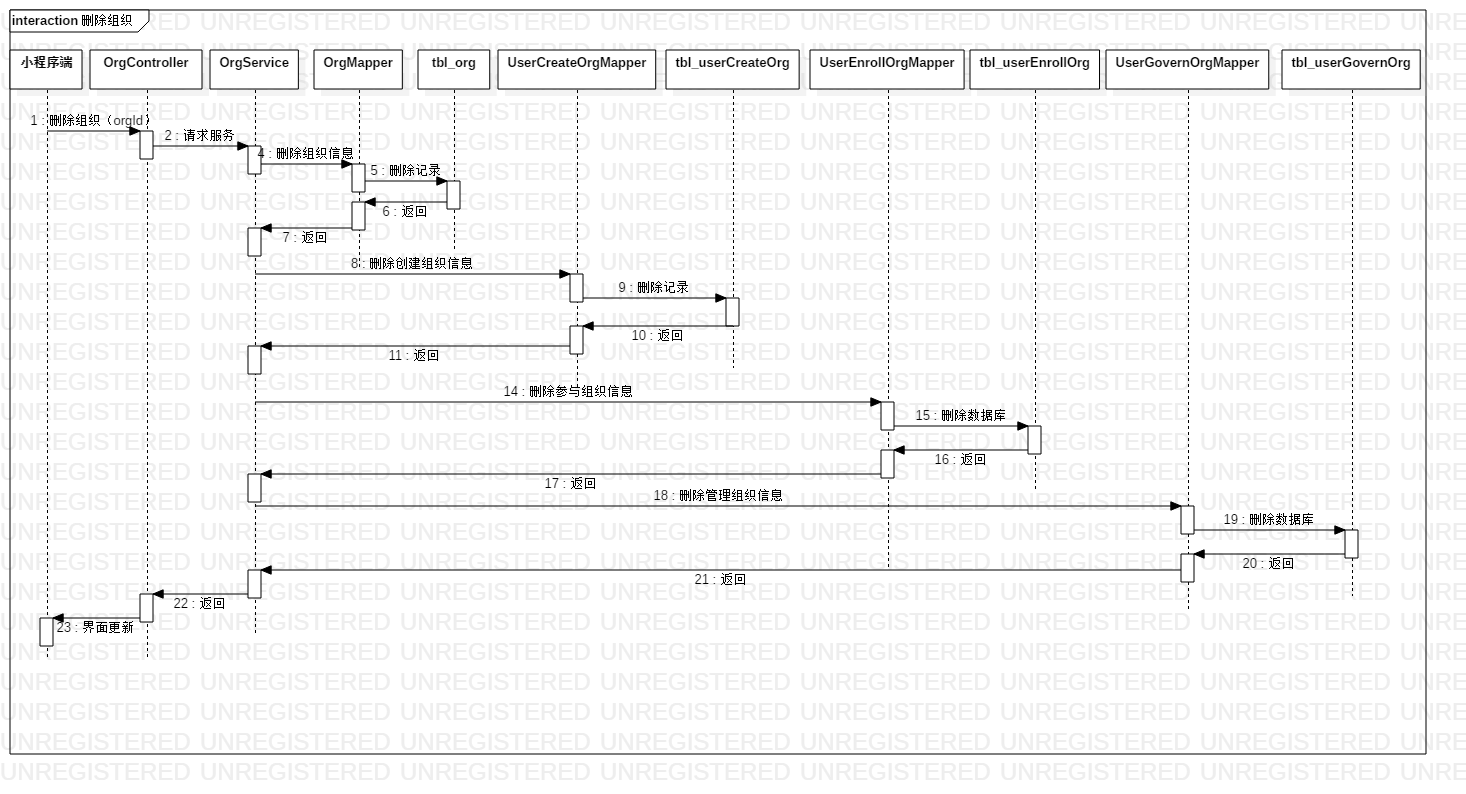 interaction 删除组织
小程序端
OrgController
OrgService
OrgMapper
tbl_org
UserCreateOrgMapper
tbl_userCreateOrg
UserEnrollOrgMapper
tbl_userEnrollOrg
UserGovernOrgMapper
tbl_userGovernOrg
1 : 删除组织（orgId）
2 : 请求服务
4 : 删除组织信息
5 : 删除记录
6 : 返回
7 : 返回
8 : 删除创建组织信息
9 : 删除记录
10 : 返回
11 : 返回
14 : 删除参与组织信息
15 : 删除数据库
16 : 返回
17 : 返回
18 : 删除管理组织信息
19 : 删除数据库
20 : 返回
21 : 返回
22 : 返回
23 : 界面更新
UNREGISTERED